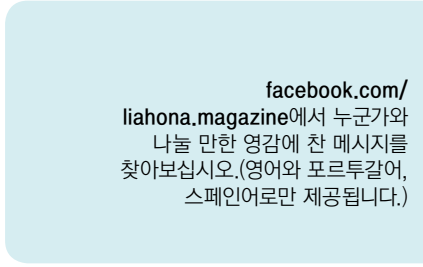 facebook.com/
liahona.magazine에서 누군가와
나눌 만한 영감에 찬 메시지를
찾아보십시오.(영어와 포르투갈어,
스페인어로만 제공됩니다.)